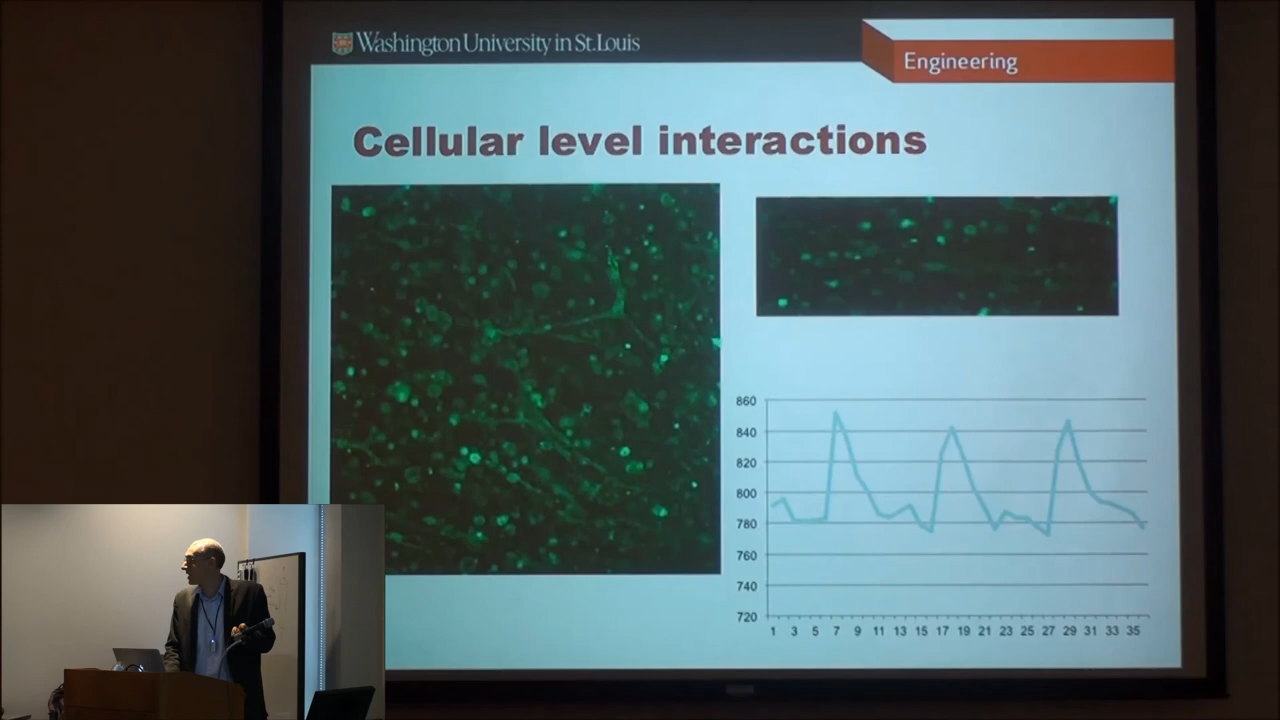 Washington University in St. Louis
Engineering
Cellular level interactions
860
840
820
800
780
760
740
720
1 3 5 7 9 11 13 15 17 19 21 23 25 27 29 31 33 35